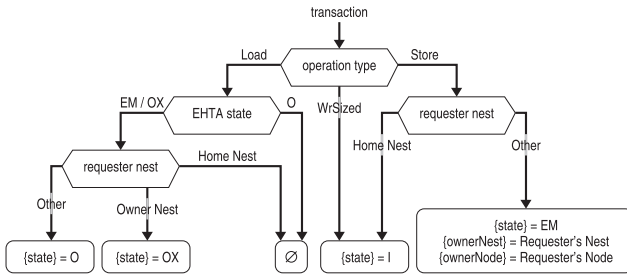 transaction
operation type
Load
Store
WrSized
EHTA state
EM / OX
O
requester nest
Home Nest
Other
requester nest
Home Nest
Other
Owner Nest
{state} = O
{state} = OX
∅
{state} = I
{state} = EM
{ownerNest} = Requester's Nest
{ownerNode} = Requester's Node